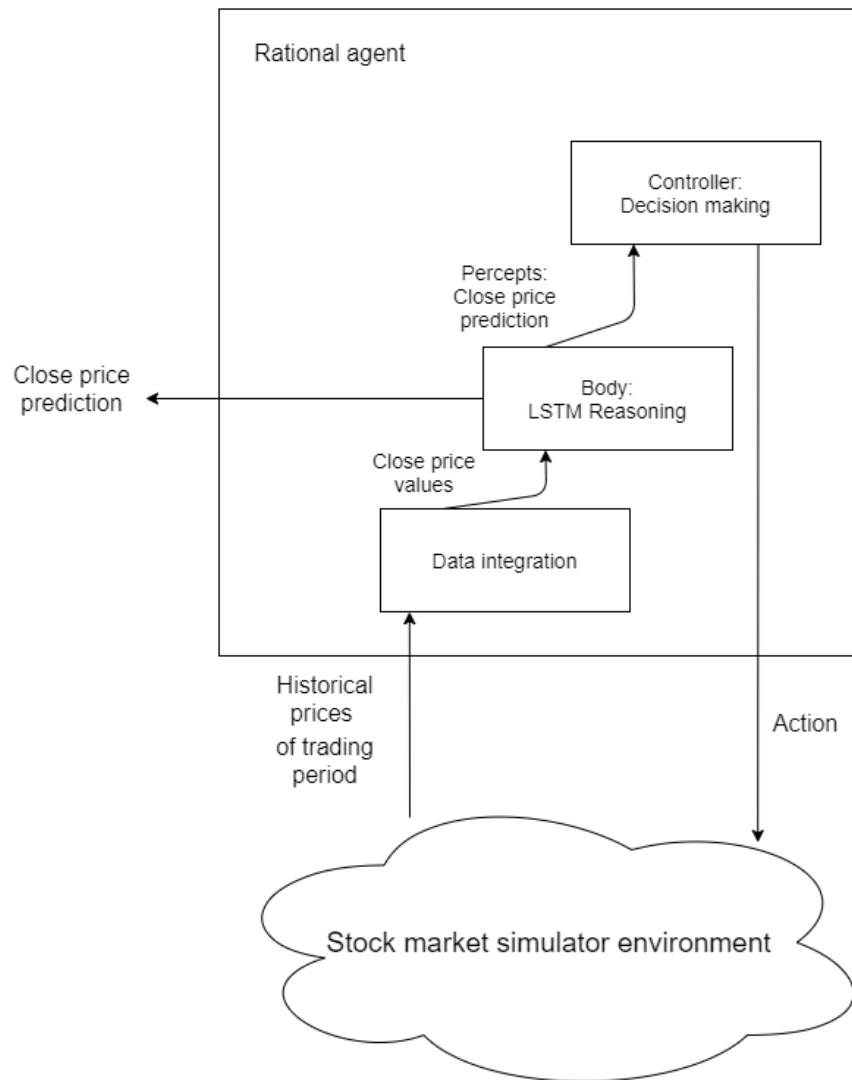 Rational agent
Controller:
Decision making
Percepts:
Close price
prediction
Close price
prediction
Body:
LSTM Reasoning
Close price
values
Data integration
Historical
prices
of trading
period
Action
Stock market simulator environment